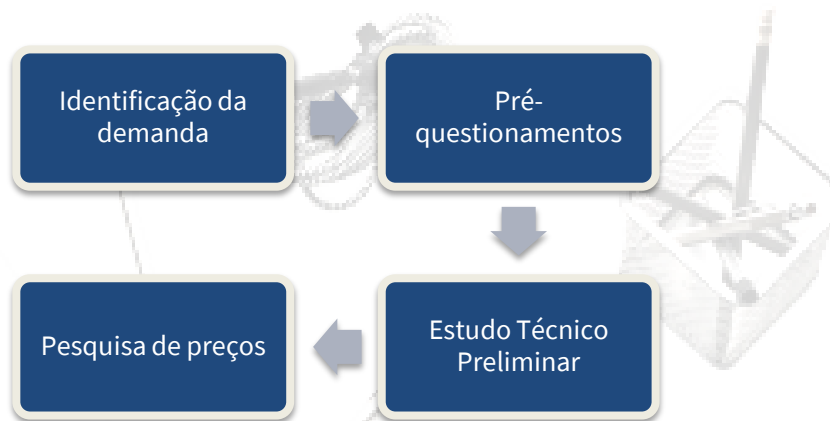 Identificação da
demanda
Pré-
questionamentos
Estudo Técnico
Preliminar
Pesquisa de preços